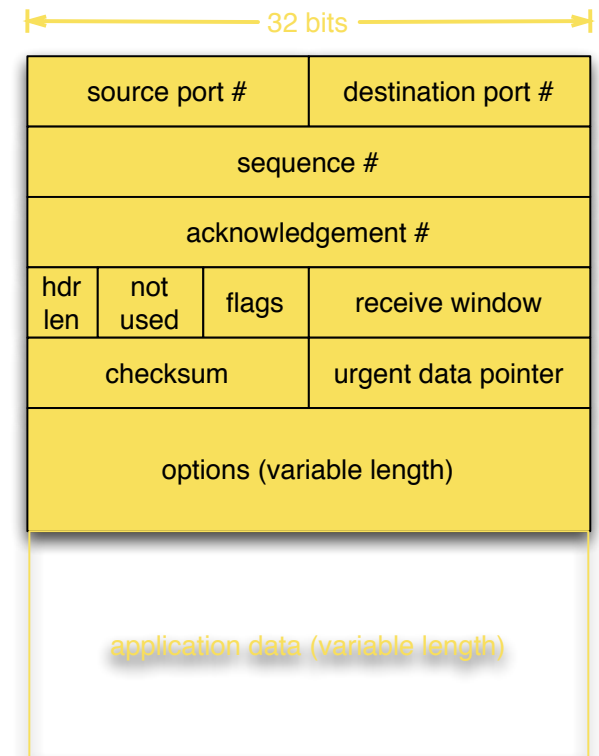 32 bits
source port # destination port #
sequence #
acknowledgement #
hdr len not used flags receive window
checksum urgent data pointer
options (variable length)
application data (variable length)